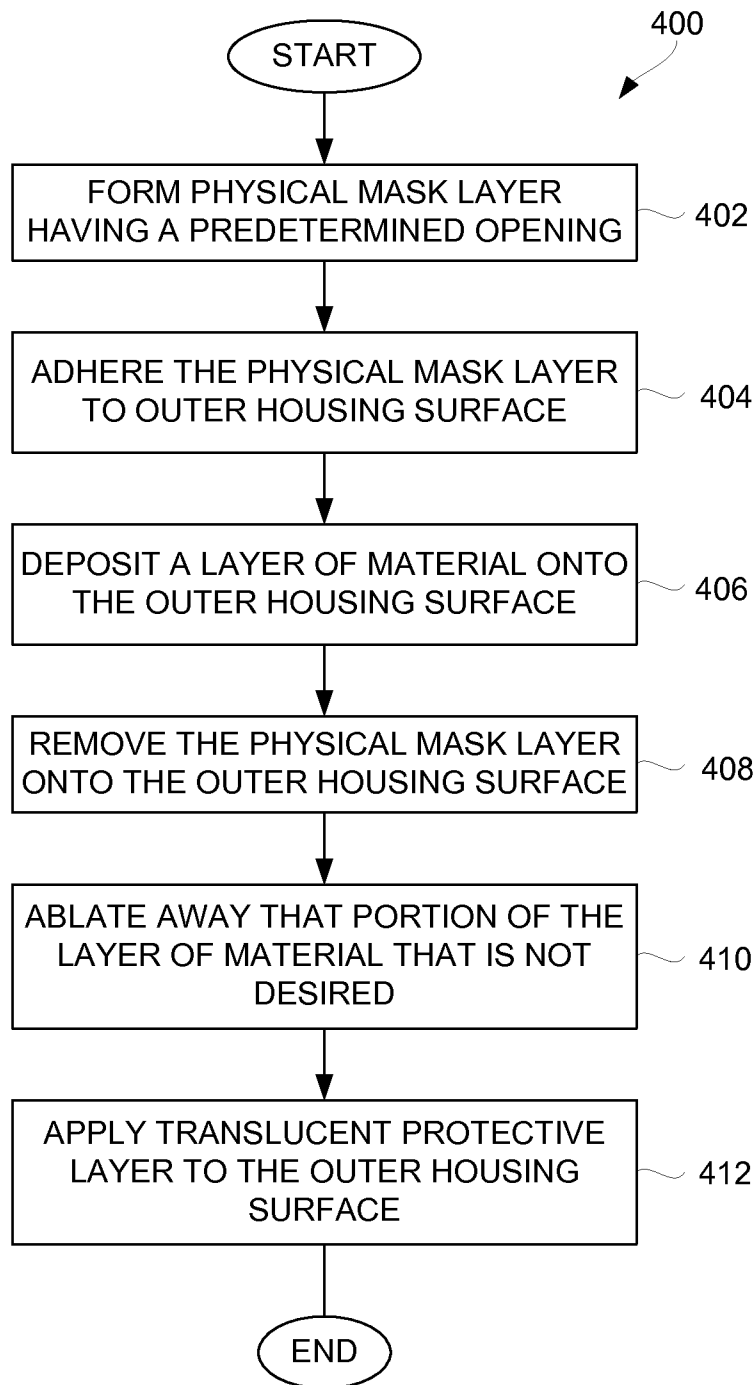 400
START
FORM PHYSICAL MASK LAYER
HAVING A PREDETERMINED OPENING
402
ADHERE THE PHYSICAL MASK LAYER
TO OUTER HOUSING SURFACE
404
DEPOSIT A LAYER OF MATERIAL ONTO
THE OUTER HOUSING SURFACE
406
REMOVE THE PHYSICAL MASK LAYER
ONTO THE OUTER HOUSING SURFACE
408
ABLATE AWAY THAT PORTION OF THE
LAYER OF MATERIAL THAT IS NOT
DESIRED
410
APPLY TRANSLUCENT PROTECTIVE
LAYER TO THE OUTER HOUSING
SURFACE
412
END